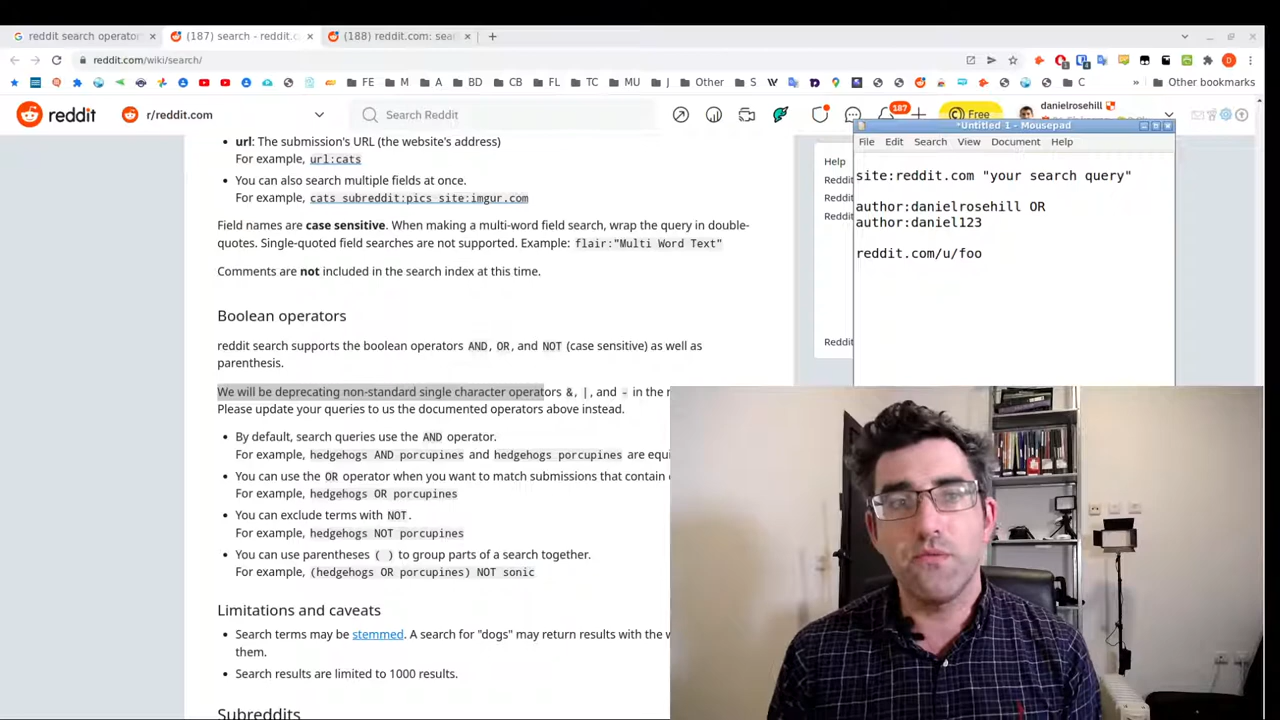 reddit search operator
(187) search - reddit.c
(188) reddit.com: sea
reddit.com/wiki/search/
FE
M
A
BD
CB
FL
TC
MU
J
Other
S
C
»
Other bookmarks
reddit
r/reddit.com
Search Reddit
187
Free
danielrosehill
url: The submission's URL (the website's address)
For example, url:cats
You can also search multiple fields at once.
For example, cats subreddit:pics site:imgur.com
Field names are case sensitive. When making a multi-word field search, wrap the query in double-
quotes. Single-quoted field searches are not supported. Example: flair:"Multi Word Text"
Comments are not included in the search index at this time.
Boolean operators
reddit search supports the boolean operators AND, OR, and NOT (case sensitive) as well as
parenthesis.
We will be deprecating non-standard single character operators &, |, and - in the
Please update your queries to us the documented operators above instead.
By default, search queries use the AND operator.
For example, hedgehogs AND porcupines and hedgehogs porcupines are equi
You can use the OR operator when you want to match submissions that contain
For example, hedgehogs OR porcupines
You can exclude terms with NOT.
For example, hedgehogs NOT porcupines
You can use parentheses ( ) to group parts of a search together.
For example, (hedgehogs OR porcupines) NOT sonic
Limitations and caveats
Search terms may be stemmed. A search for "dogs" may return results with the
them.
Search results are limited to 1000 results.
Subreddits
Help
Reddit
Reddit
Reddit
Reddit
*Untitled 1 - Mousepad
File Edit Search View Document Help
site:reddit.com "your search query"
author:danielrosehill OR
author:daniel123
reddit.com/u/foo